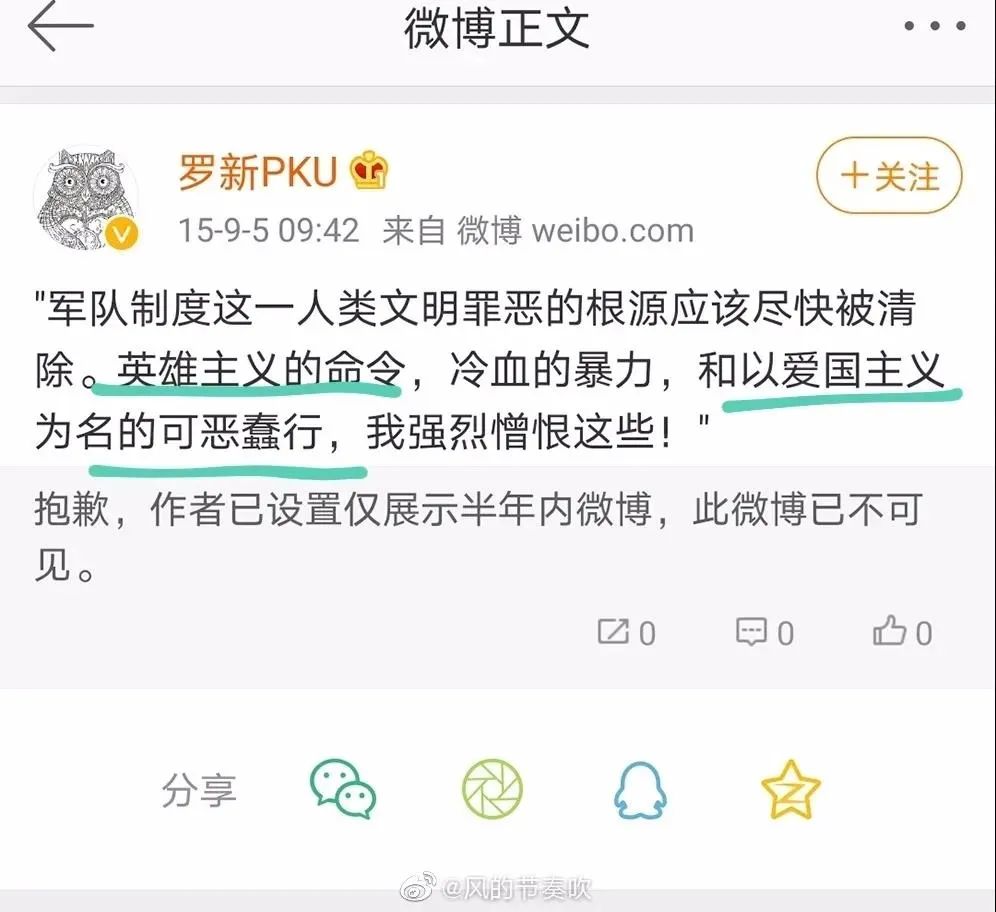 微博正文
罗新PKU
+关注
15-9-5 09:42 来自 微博 weibo.com
"军队制度这一人类文明罪恶的根源应该尽快被清
除。英雄主义的命令，冷血的暴力，和以爱国主义
为名的可恶蠢行，我强烈憎恨这些！"
抱歉，作者已设置仅展示半年内微博，此微博已不可
见。
0 0 0
分享
@风的节奏吹